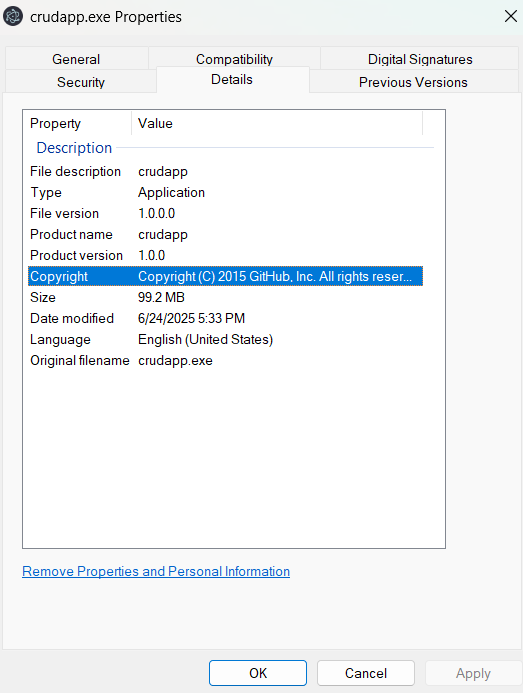 crudapp.exe Properties
General Compatibility Digital Signatures
Security Details Previous Versions
Property Value
Description
File description crudapp
Type Application
File version 1.0.0.0
Product name crudapp
Product version 1.0.0
Copyright Copyright (C) 2015 GitHub, Inc. All rights reser...
Size 99.2 MB
Date modified 6/24/2025 5:33 PM
Language English (United States)
Original filename crudapp.exe
Remove Properties and Personal Information
OK Cancel Apply